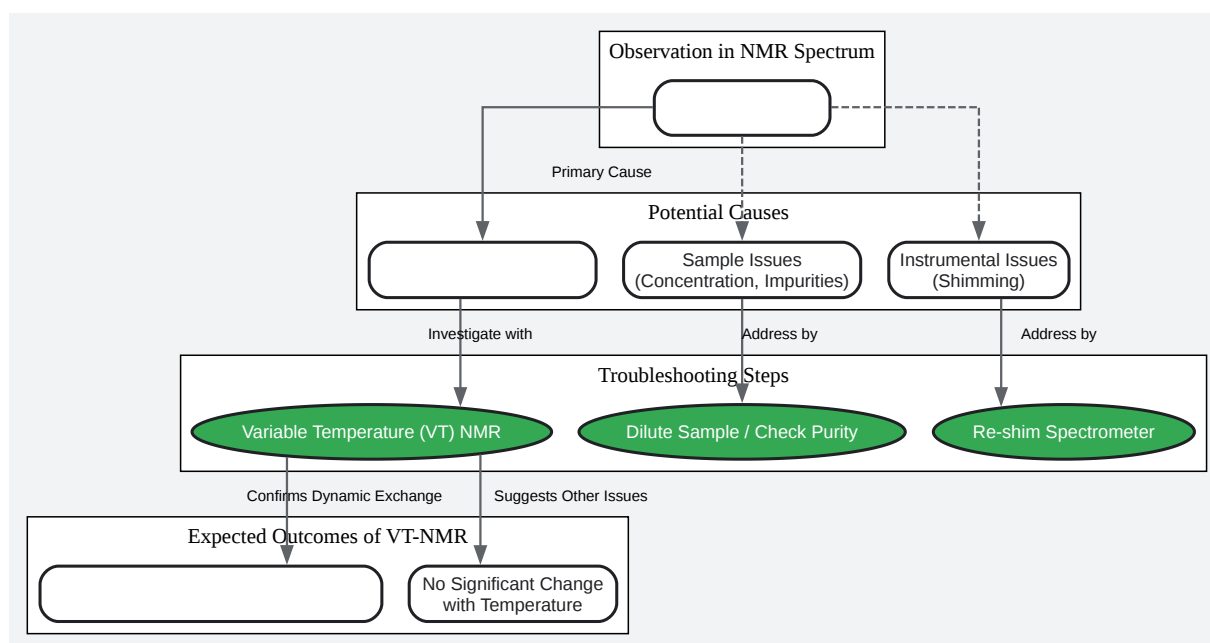 Observation in NMR Spectrum
Primary Cause
Potential Causes
Sample Issues
(Concentration, Impurities)
Instrumental Issues
(Shimming)
Investigate with
Address by
Address by
Troubleshooting Steps
Variable Temperature (VT) NMR
Dilute Sample / Check Purity
Re-shim Spectrometer
Confirms Dynamic Exchange
Suggests Other Issues
Expected Outcomes of VT-NMR
No Significant Change
with Temperature